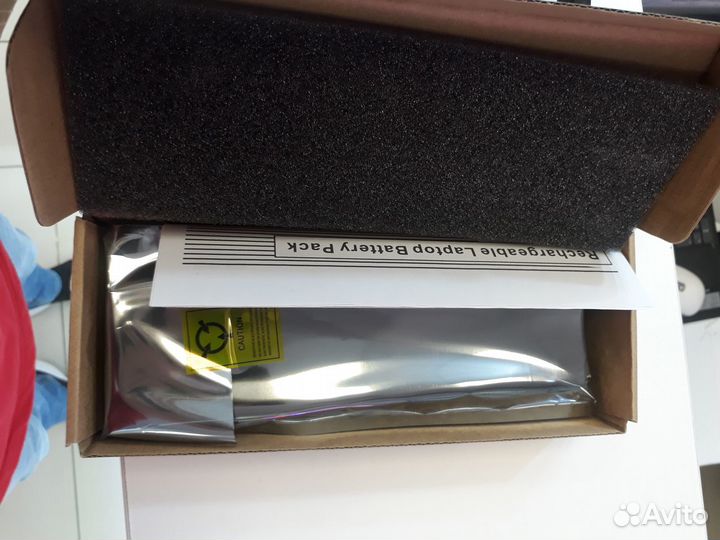 Rechargeable Laptop Battery Pack
CAUTION
Avito